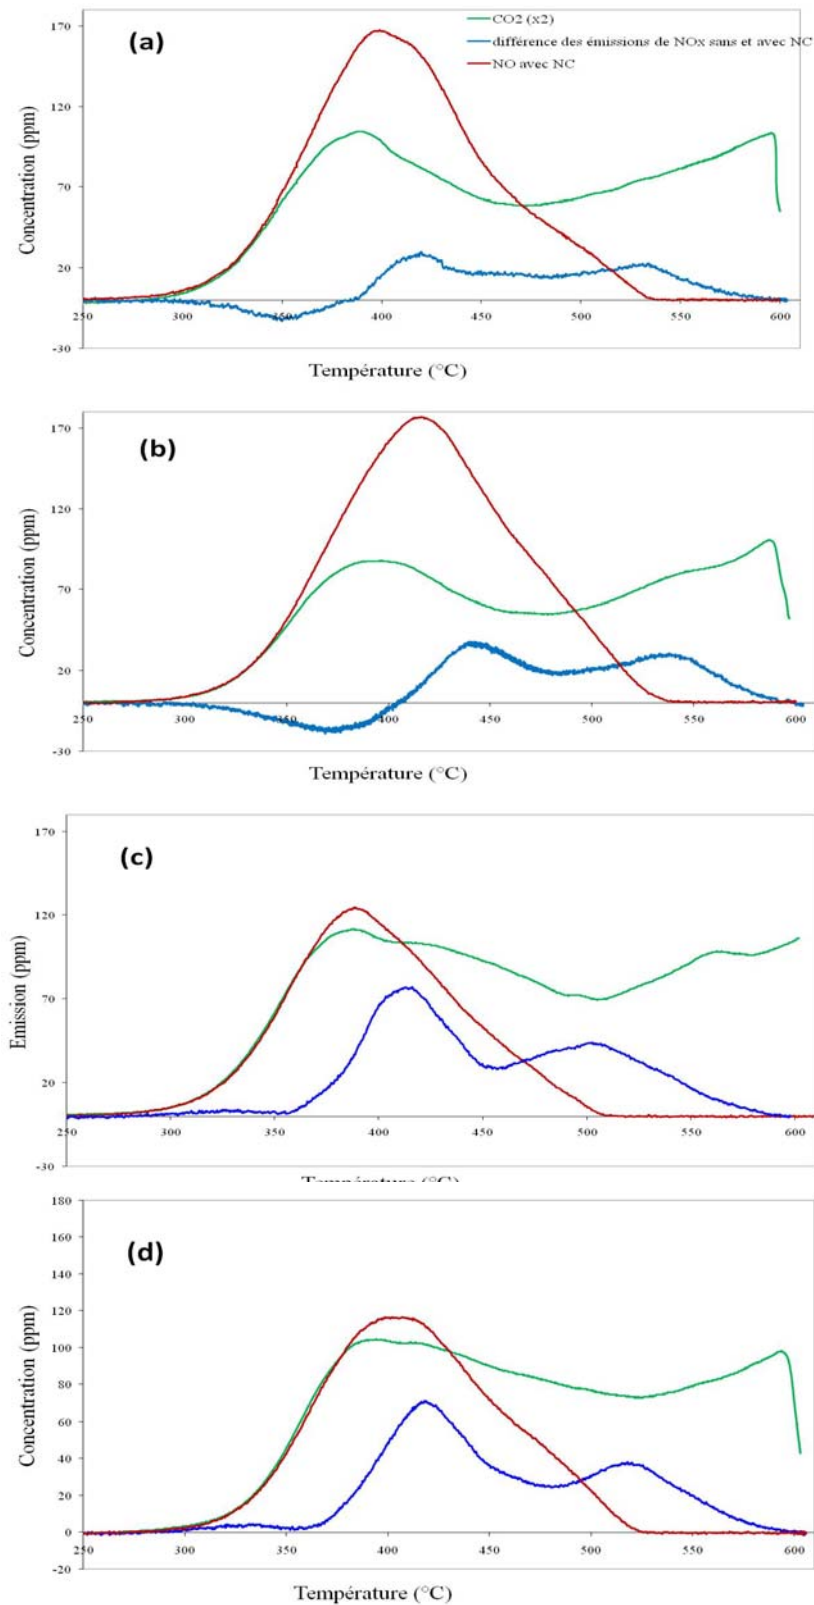 170
(a)
CO2 (x2)
différence des émissions de NOx sans et avec NC
NO avec NC
120
Concentration (ppm)
70
20
250 300 350 400 450 500 550 600
-30
Température (°C)
170
(b)
120
Concentration (ppm)
70
20
250 300 350 400 450 500 550 600
-30
Température (°C)
170
(c)
120
Emission (ppm)
70
20
250 300 350 400 450 500 550 600
-30
Température (°C)
180
160
(d)
140
120
Concentration (ppm)
100
80
60
40
20
0
250 300 350 400 450 500 550 600
-20
Température (°C)